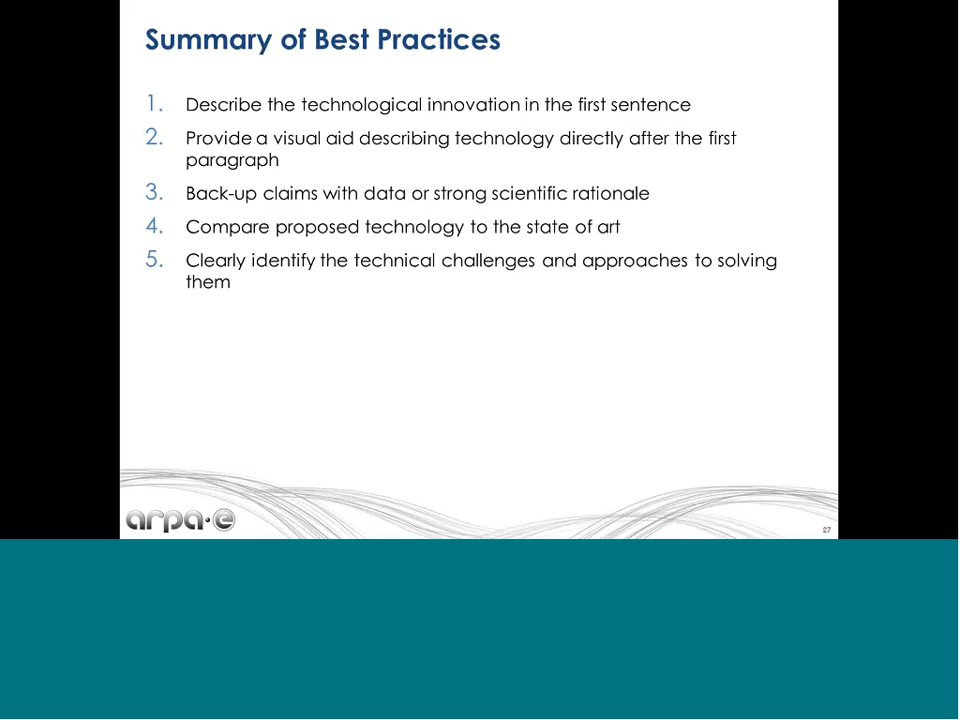 Summary of Best Practices
1. Describe the technological innovation in the first sentence
2. Provide a visual aid describing technology directly after the first
paragraph
3. Back-up claims with data or strong scientific rationale
4. Compare proposed technology to the state of art
5. Clearly identify the technical challenges and approaches to solving
them
arpa·e
27